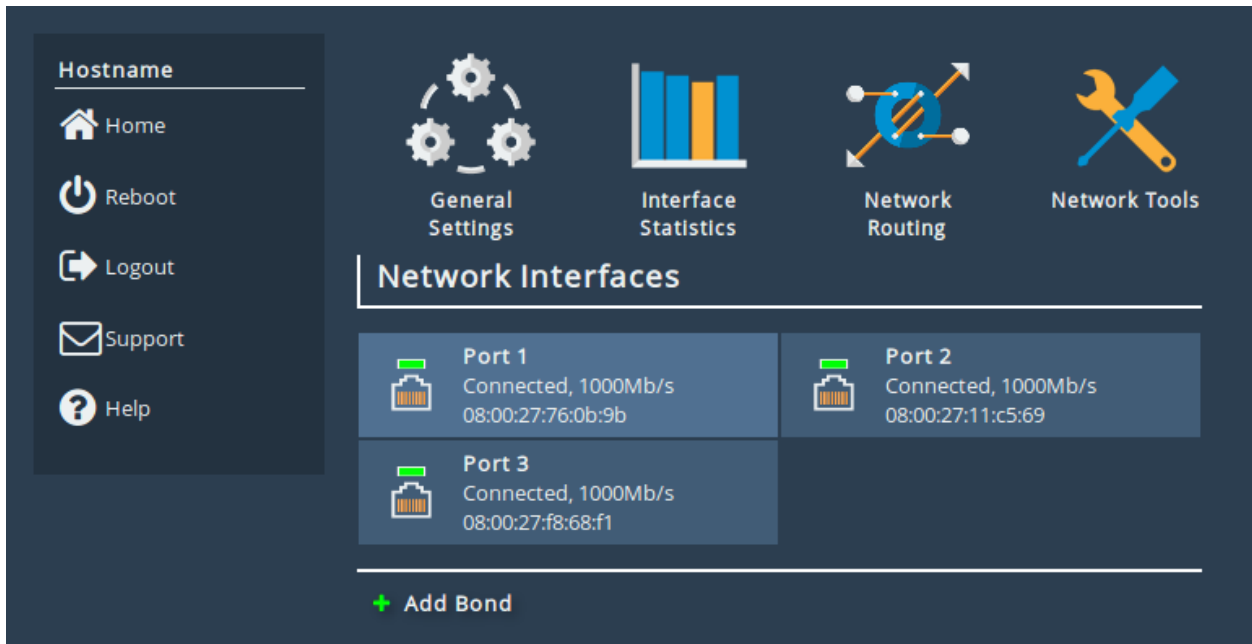 Hostname
Home
Reboot
Logout
Support
Help
General
Settings
Interface
Statistics
Network
Routing
Network Tools
Network Interfaces
Port 1
Connected, 1000Mb/s
08:00:27:76:0b:9b
Port 2
Connected, 1000Mb/s
08:00:27:11:c5:69
Port 3
Connected, 1000Mb/s
08:00:27:f8:68:f1
Add Bond